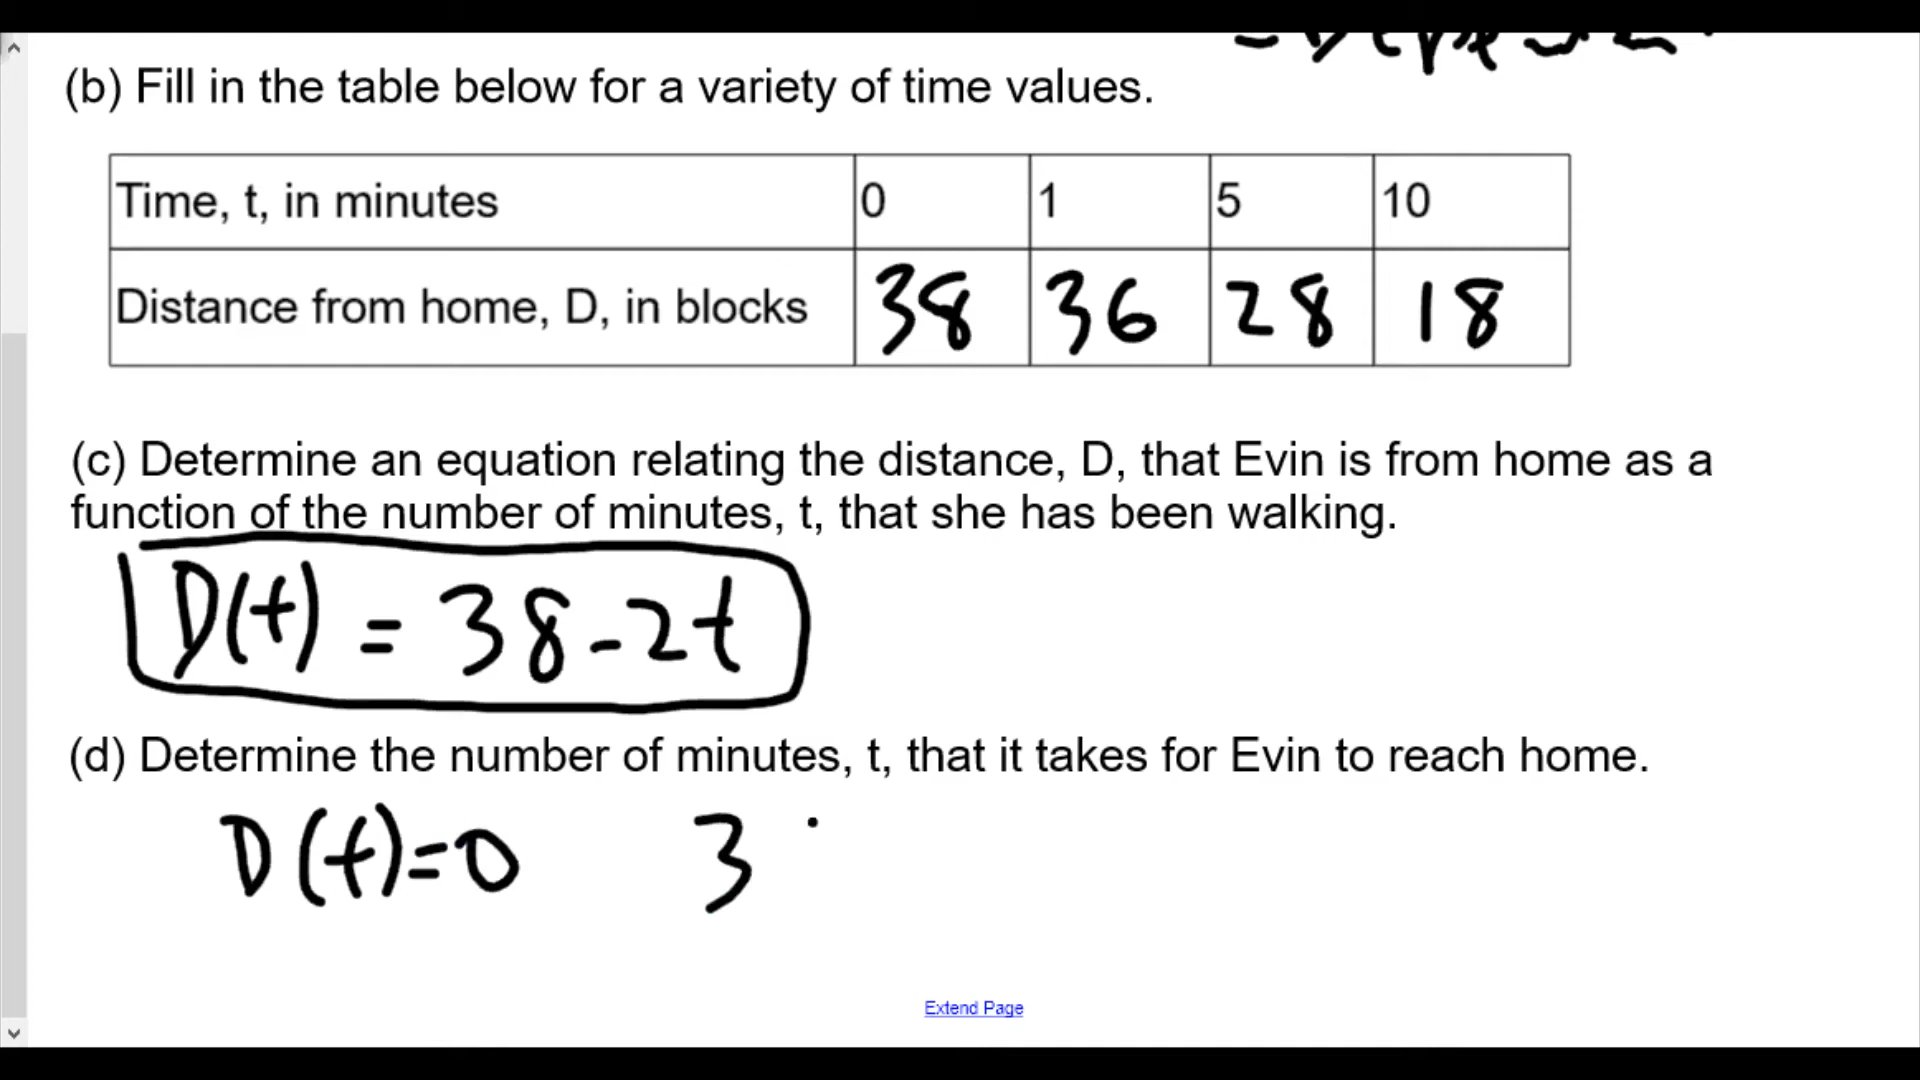 (b) Fill in the table below for a variety of time values.
Time, t, in minutes 0 1 5 10
Distance from home, D, in blocks 38 36 28 18
(c) Determine an equation relating the distance, D, that Evin is from home as a
function of the number of minutes, t, that she has been walking.
D(t) = 38-2t
(d) Determine the number of minutes, t, that it takes for Evin to reach home.
D(t)=0 3
Extend Page